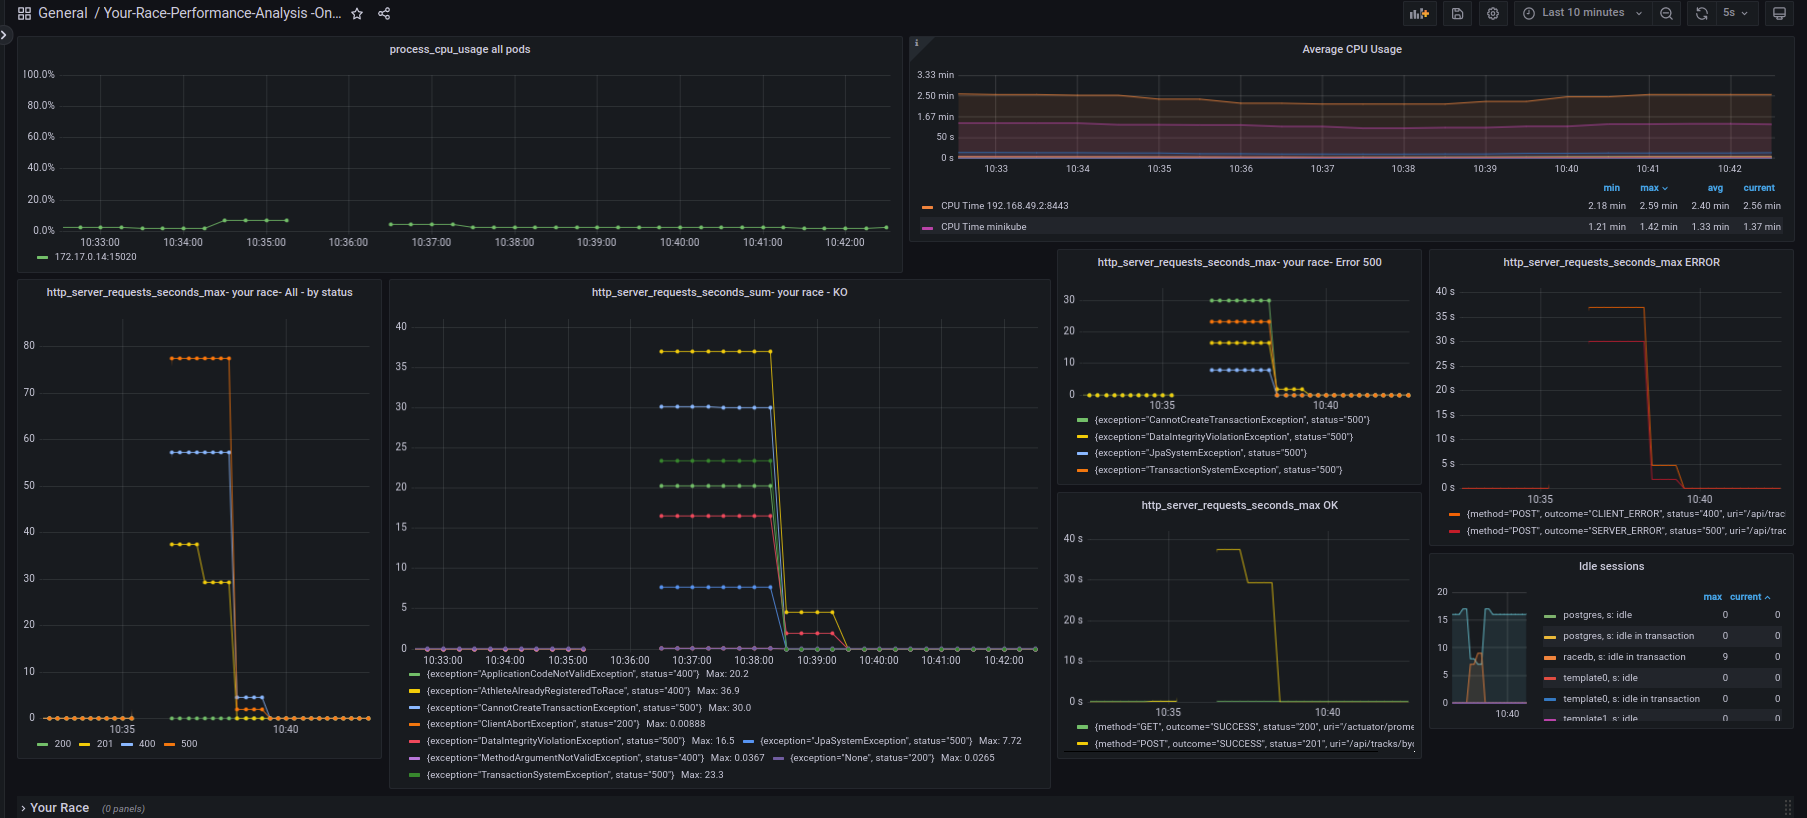 General / Your-Race-Performance-Analysis -On...
Last 10 minutes
5s
process_cpu_usage all pods
100.0%
80.0%
60.0%
40.0%
20.0%
0.0%
10:33:00 10:34:00 10:35:00 10:36:00 10:37:00 10:38:00 10:39:00 10:40:00 10:41:00 10:42:00
172.17.0.14:15020
Average CPU Usage
3.33 min
2.50 min
1.67 min
50 s
0 s
10:33 10:34 10:35 10:36 10:37 10:38 10:39 10:40 10:41 10:42
min max avg current
CPU Time 192.168.49.2:8443 2.18 min 2.59 min 2.40 min 2.56 min
CPU Time minikube 1.21 min 1.42 min 1.33 min 1.37 min
http_server_requests_seconds_max- your race- All - by status
80
70
60
50
40
30
20
10
0
10:35 10:40
200 201 400 500
http_server_requests_seconds_sum- your race - KO
40
35
30
25
20
15
10
5
0
10:33:00 10:34:00 10:35:00 10:36:00 10:37:00 10:38:00 10:39:00 10:40:00 10:41:00 10:42:00
{exception="ApplicationCodeNotValidException", status="400"} Max: 20.2
{exception="AthleteAlreadyRegisteredToRace", status="400"} Max: 36.9
{exception="CannotCreateTransactionException", status="500"} Max: 30.0
{exception="ClientAbortException", status="200"} Max: 0.00888
{exception="DataIntegrityViolationException", status="500"} Max: 16.5 {exception="JpaSystemException", status="500"} Max: 7.72
{exception="MethodArgumentNotValidException", status="400"} Max: 0.0367 {exception="None", status="200"} Max: 0.0265
{exception="TransactionSystemException", status="500"} Max: 23.3
http_server_requests_seconds_max- your race- Error 500
30
20
10
0
10:35 10:40
{exception="CannotCreateTransactionException", status="500"}
{exception="DataIntegrityViolationException", status="500"}
{exception="JpaSystemException", status="500"}
{exception="TransactionSystemException", status="500"}
http_server_requests_seconds_max OK
40 s
30 s
20 s
10 s
0 s
10:35 10:40
{method="GET", outcome="SUCCESS", status="200", uri="/actuator/prome
{method="POST", outcome="SUCCESS", status="201", uri="/api/tracks/by
http_server_requests_seconds_max ERROR
40 s
35 s
30 s
25 s
20 s
15 s
10 s
5 s
0 s
10:35 10:40
{method="POST", outcome="CLIENT_ERROR", status="400", uri="/api/trac
{method="POST", outcome="SERVER_ERROR", status="500", uri="/api/trac
Idle sessions
20
15
10
5
0
10:40
max current
postgres, s: idle 0 0
postgres, s: idle in transaction 0 0
racedb, s: idle in transaction 9 0
template0, s: idle 0 0
template0, s: idle in transaction 0 0
template1, s: idle 0 0
Your Race (0 panels)